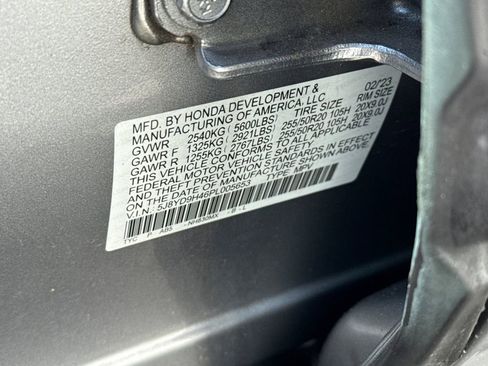 MFD. BY HONDA DEVELOPMENT & 02/'23
MANUFACTURING OF AMERICA, LLC
GVWR 2540KG (5600LBS) TIRE SIZE RIM SIZE
GAWR F 1325KG (2921LBS) 255/50R20 105H 20X9.0J
GAWR R 1255KG (2767LBS) 255/50R20 105H 20X9.0J
THIS VEHICLE CONFORMS TO ALL APPLICABLE
FEDERAL MOTOR VEHICLE SAFETY, BUMPER,
AND THEFT PREVENTION STANDARDS IN EFFECT
ON THE DATE OF MANUFACTURE SHOWN ABOVE.
V.I.N.: 5J8YD9H46PL005653 TYPE: MPV
TYC P A85 NH830MX - B - L